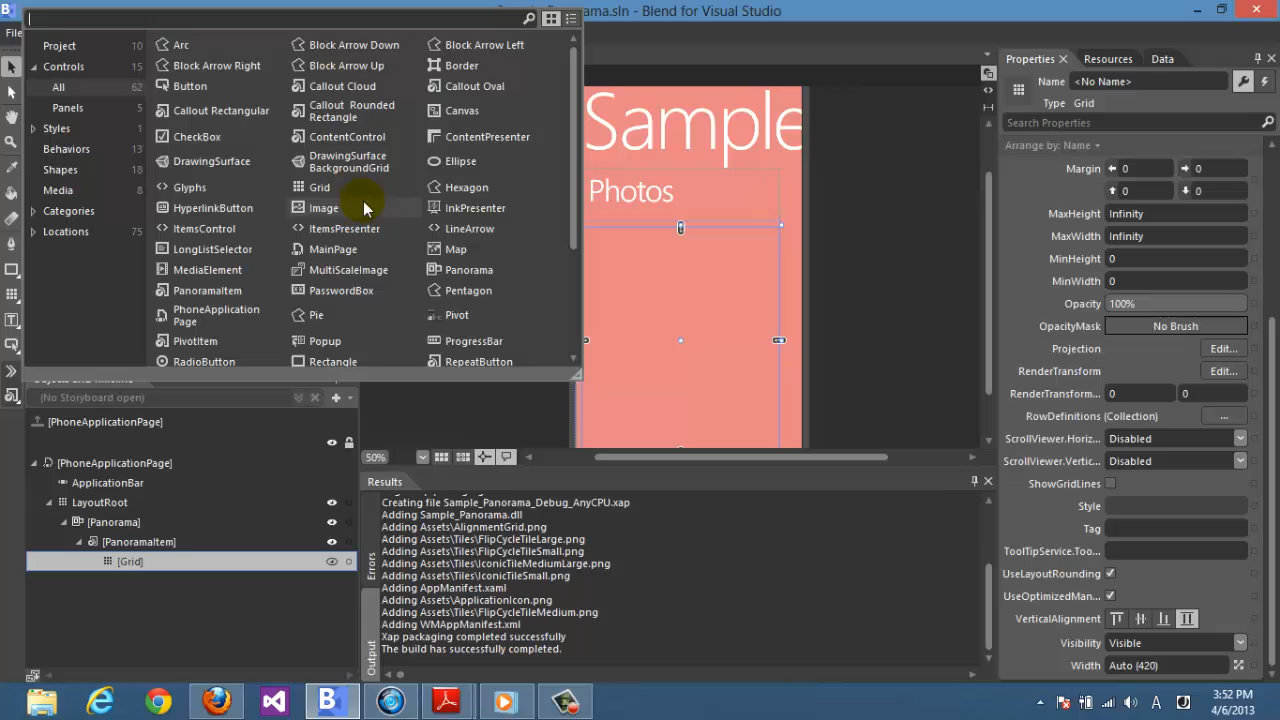 ama.sln - Blend for Visual Studio
Fil
Project 10
Controls 15
All 62
Panels 5
Styles 1
Behaviors 13
Shapes 18
Media 8
Categories
Locations 75
Arc Block Arrow Down Block Arrow Left
Block Arrow Right Block Arrow Up Border
Button Callout Cloud Callout Oval
Callout Rectangular Callout Rounded Rectangle Canvas
CheckBox ContentControl ContentPresenter
DrawingSurface DrawingSurface BackgroundGrid Ellipse
Glyphs Grid Hexagon
HyperlinkButton Image InkPresenter
ItemsControl ItemsPresenter LineArrow
LongListSelector MainPage Map
MediaElement MultiScaleImage Panorama
PanoramaItem PasswordBox Pentagon
PhoneApplication Page Pie Pivot
PivotItem Popup ProgressBar
RadioButton Rectangle RepeatButton
Sample
Photos
(No Storyboard open)
[PhoneApplicationPage]
[PhoneApplicationPage]
ApplicationBar
LayoutRoot
[Panorama]
[PanoramaItem]
[Grid]
50%
Results
Errors
Output
Creating file Sample_Panorama_Debug_AnyCPU.xap
Adding Sample_Panorama.dll
Adding Assets\AlignmentGrid.png
Adding Assets\Tiles\FlipCycleTileLarge.png
Adding Assets\Tiles\FlipCycleTileSmall.png
Adding Assets\Tiles\IconicTileMediumLarge.png
Adding Assets\Tiles\IconicTileSmall.png
Adding AppManifest.xaml
Adding Assets\ApplicationIcon.png
Adding Assets\Tiles\FlipCycleTileMedium.png
Adding WMAppManifest.xml
Xap packaging completed successfully
The build has successfully completed.
Properties Resources Data
Name <No Name>
Type Grid
Search Properties
Arrange by: Name
Margin 0 0
0 0
MaxHeight Infinity
MaxWidth Infinity
MinHeight 0
MinWidth 0
Opacity 100%
OpacityMask No Brush
Projection Edit...
RenderTransform Edit...
RenderTransform... 0 0
RowDefinitions (Collection) ...
ScrollViewer.Horiz... Disabled
ScrollViewer.Vertic... Disabled
ShowGridLines
Style
Tag
ToolTipService.Too...
UseLayoutRounding
UseOptimizedMan...
VerticalAlignment
Visibility Visible
Width Auto (420)
3:52 PM
4/6/2013